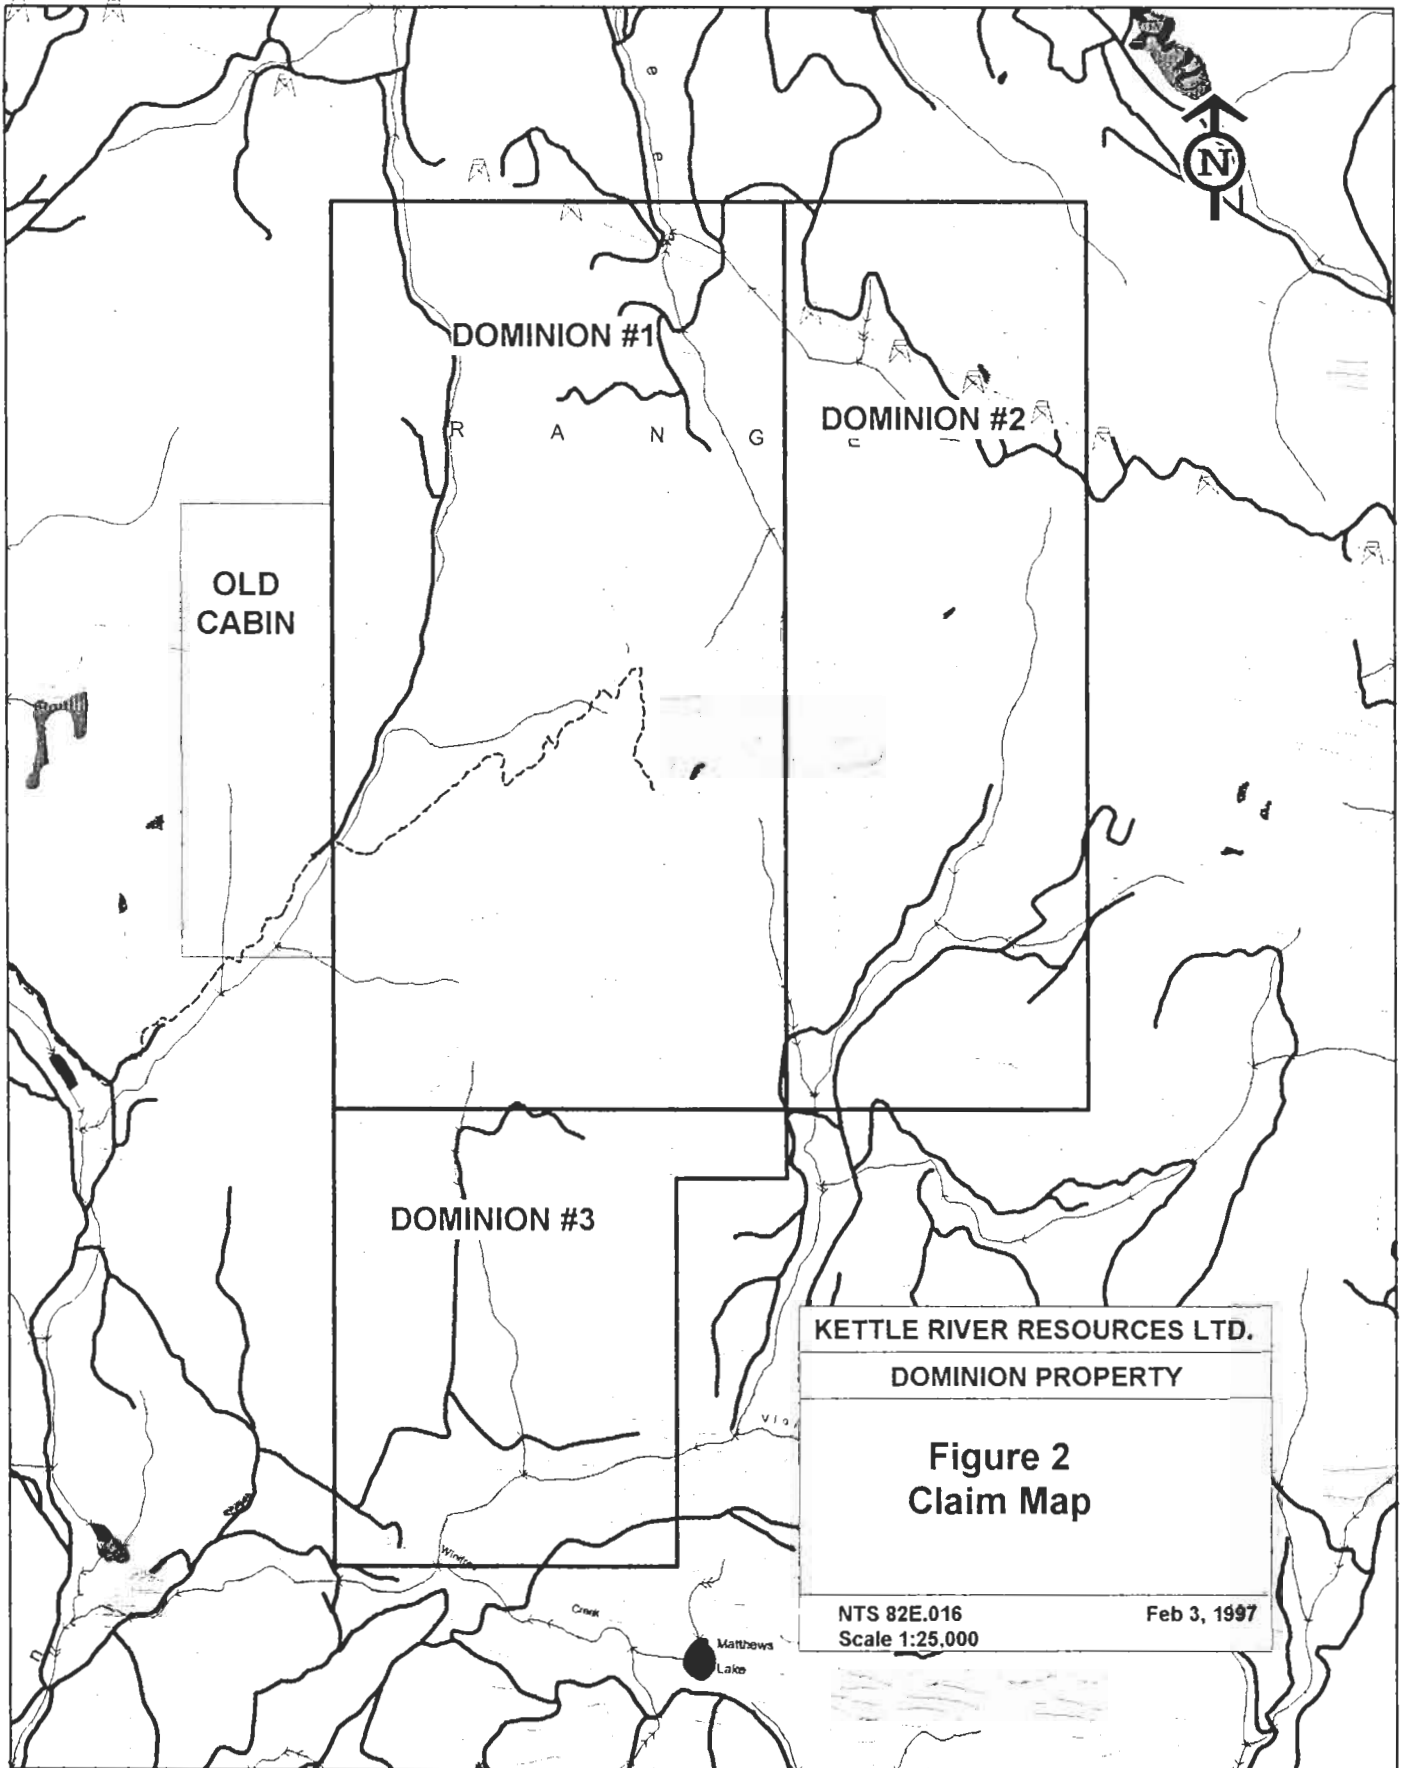 e
e
N
DOMINION #1
DOMINION #2
R A N G
OLD
CABIN
DOMINION #3
KETTLE RIVER RESOURCES LTD.
DOMINION PROPERTY
Figure 2
Claim Map
NTS 82E.016 Feb 3, 1997
Scale 1:25,000
Creek
Matthews
Lake
n